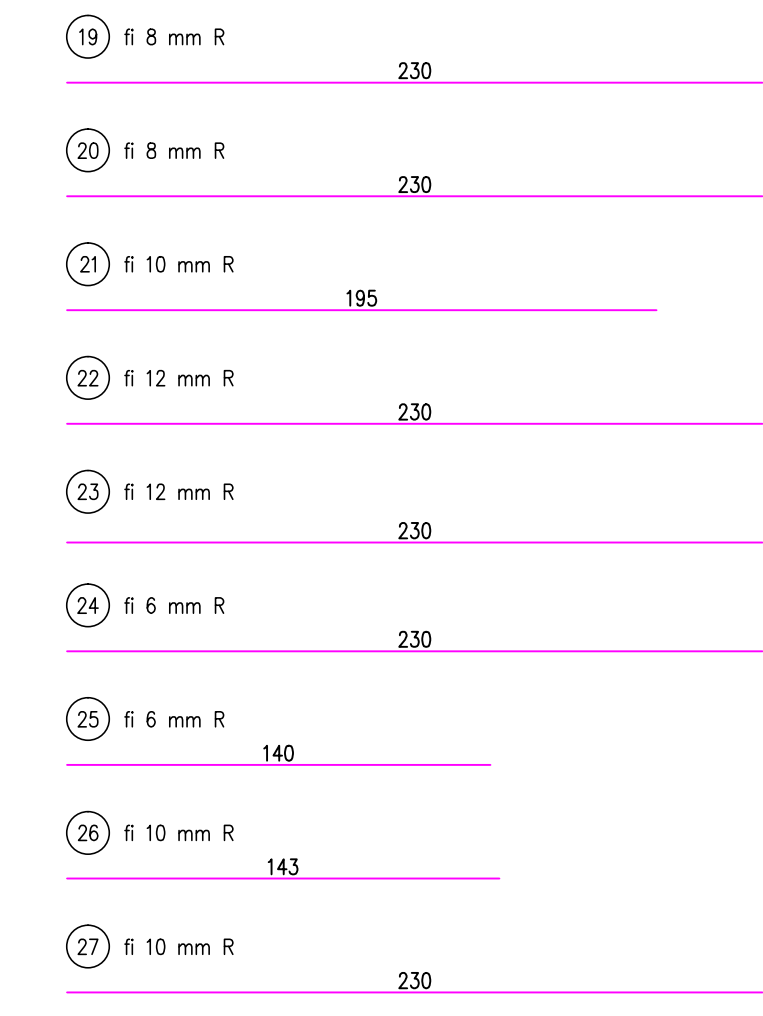 19 fi 8 mm R
230
20 fi 8 mm R
230
21 fi 10 mm R
195
22 fi 12 mm R
230
23 fi 12 mm R
230
24 fi 6 mm R
230
25 fi 6 mm R
140
26 fi 10 mm R
143
27 fi 10 mm R
230